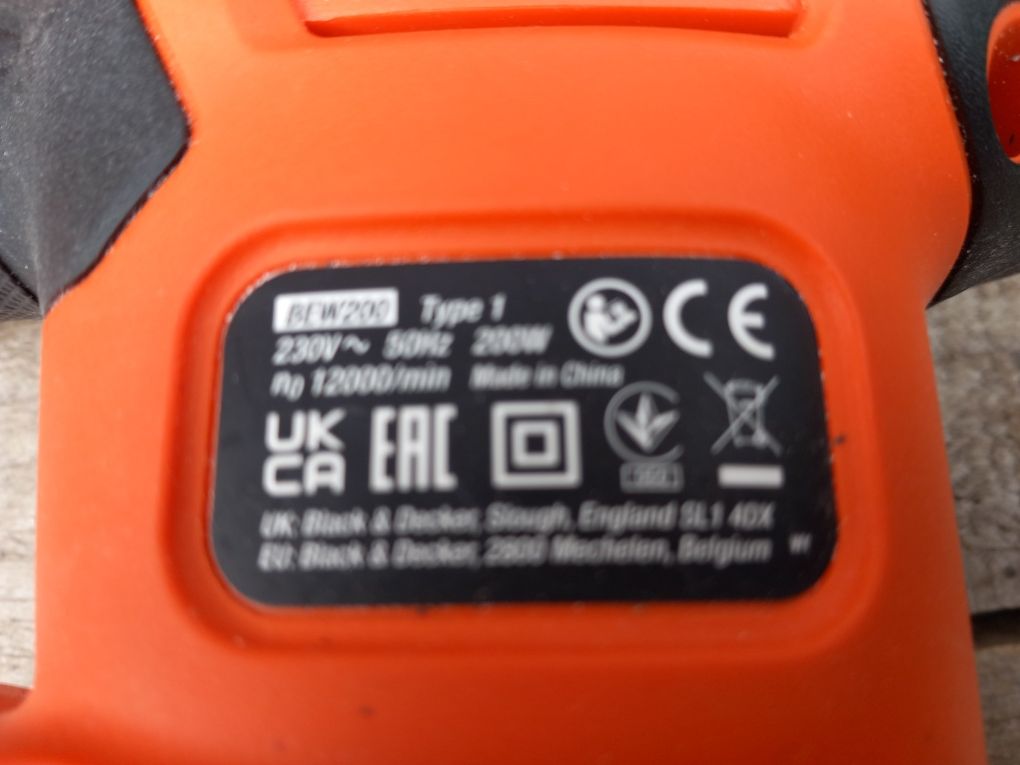 BEW200 Type 1
230V ~ 50Hz 200W
n0 12000/min Made in China
CE
UK
CA
EAC
UK: Black & Decker, Slough, England SL1 4DX
EU: Black & Decker, 2800 Mechelen, Belgium